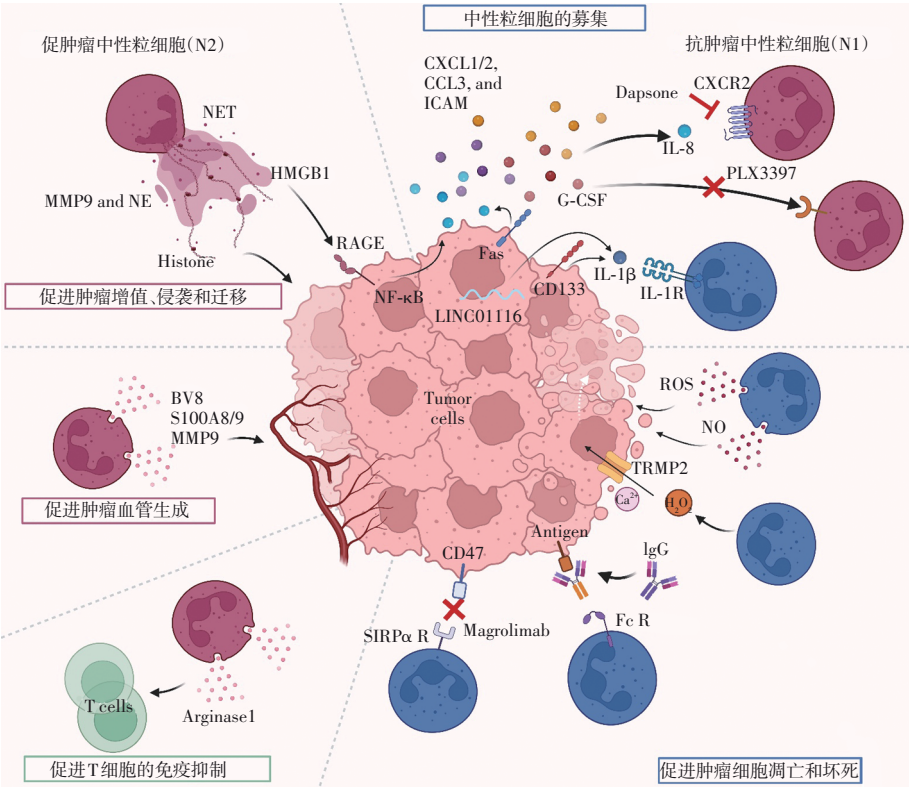 中性粒细胞的募集
促肿瘤中性粒细胞(N2)
抗肿瘤中性粒细胞(N1)
CXCL1/2,
CCL3, and
ICAM
Dapsone
CXCR2
NET
IL-8
HMGB1
PLX3397
MMP9 and NE
G-CSF
RAGE
Fas
Histone
IL-1β
CD133
IL-1R
促进肿瘤增值、侵袭和迁移
NF-κB
LINC01116
ROS
BV8
S100A8/9
MMP9
Tumor
cells
NO
TRMP2
Ca2+
H2O2
促进肿瘤血管生成
Antigen
CD47
lgG
Fc R
SIRPα R
Magrolimab
T cells
Arginase1
促进T细胞的免疫抑制
促进肿瘤细胞凋亡和坏死